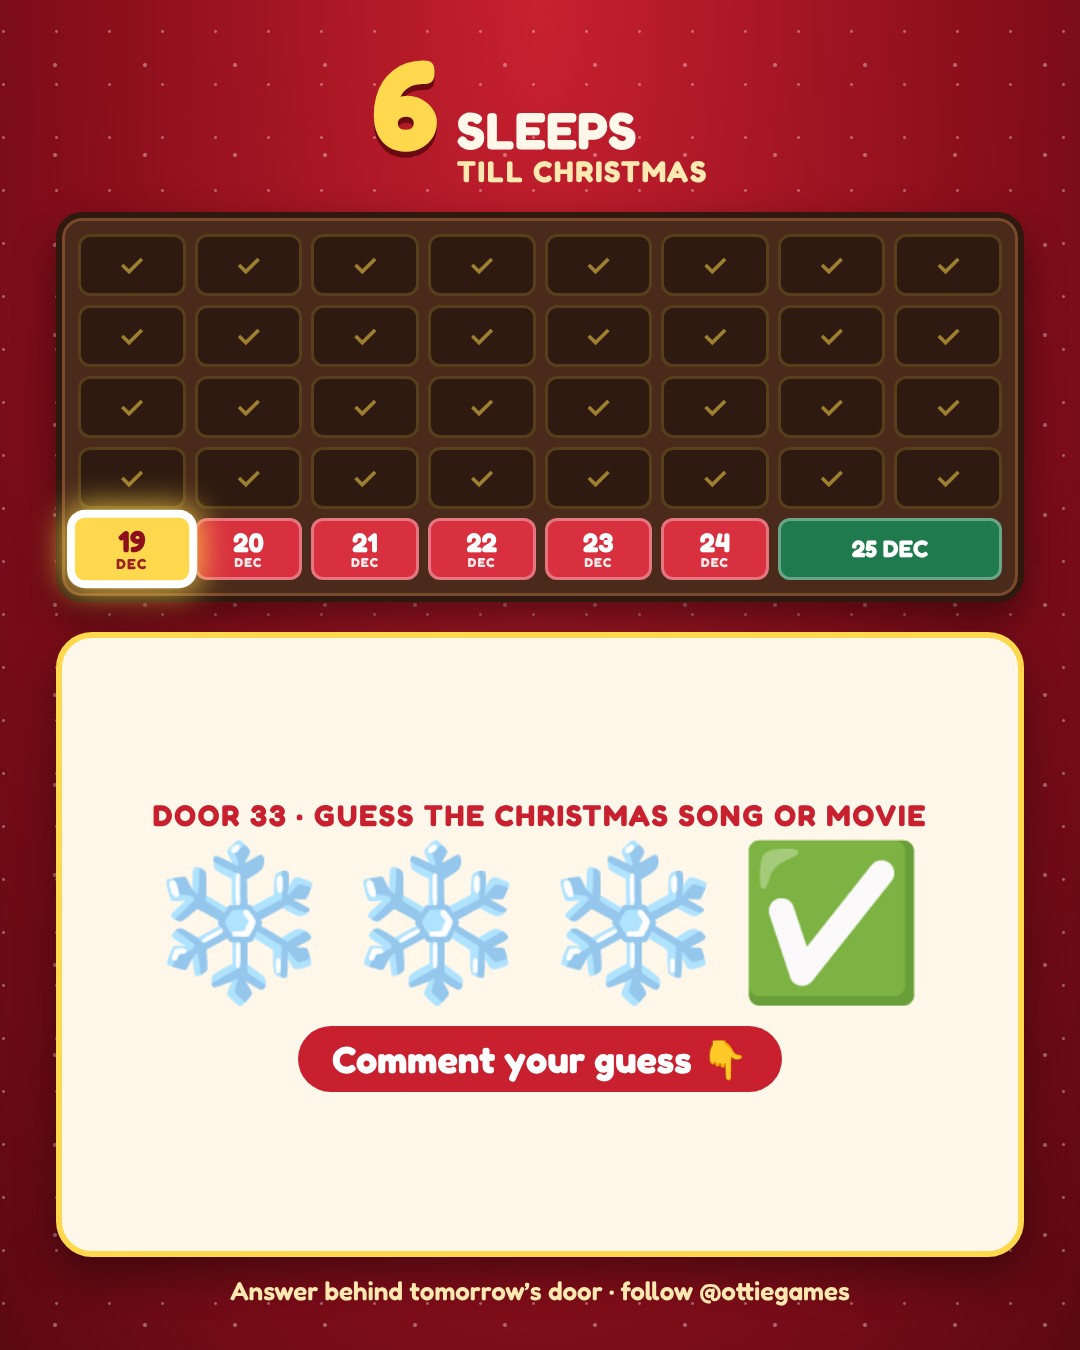 6 SLEEPS
TILL CHRISTMAS
19 DEC
20 DEC
21 DEC
22 DEC
23 DEC
24 DEC
25 DEC
DOOR 33 · GUESS THE CHRISTMAS SONG OR MOVIE
Comment your guess 👇
Answer behind tomorrow’s door · follow @ottiegames